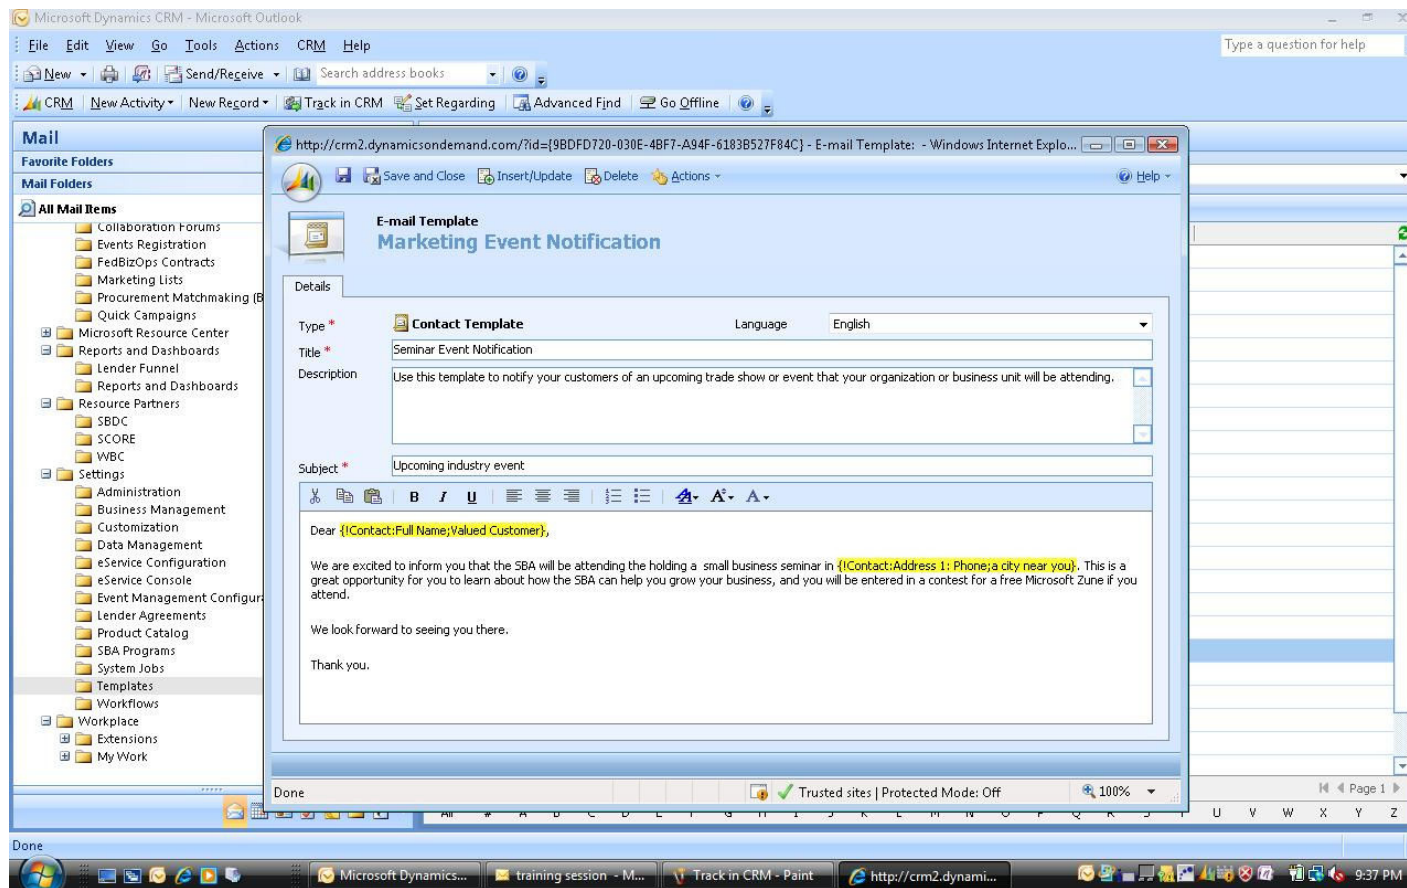 Microsoft Dynamics CRM - Microsoft Outlook
File Edit View Go Tools Actions CRM Help
Type a question for help
New Send/Receive Search address books
CRM New Activity New Record Track in CRM Set Regarding Advanced Find Go Offline
Mail
Favorite Folders
Mail Folders
All Mail Items
Collaboration Forums
Events Registration
FedBizOps Contracts
Marketing Lists
Procurement Matchmaking (B
Quick Campaigns
Microsoft Resource Center
Reports and Dashboards
Lender Funnel
Reports and Dashboards
Resource Partners
SBDC
SCORE
WBC
Settings
Administration
Business Management
Customization
Data Management
eService Configuration
eService Console
Event Management Configura
Lender Agreements
Product Catalog
SBA Programs
System Jobs
Templates
Workflows
Workplace
Extensions
My Work
http://crm2.dynamicsondemand.com/?id={9BDFD720-030E-4BF7-A94F-6183B527F84C} - E-mail Template: - Windows Internet Explo...
Save and Close Insert/Update Delete Actions Help
E-mail Template
Marketing Event Notification
Details
Type * Contact Template Language English
Title * Seminar Event Notification
Description Use this template to notify your customers of an upcoming trade show or event that your organization or business unit will be attending.
Subject * Upcoming industry event
B I U A A A
Dear {!Contact:Full Name;Valued Customer},
We are excited to inform you that the SBA will be attending the holding a small business seminar in {!Contact:Address 1: Phone;a city near you}. This is a
great opportunity for you to learn about how the SBA can help you grow your business, and you will be entered in a contest for a free Microsoft Zune if you
attend.
We look forward to seeing you there.
Thank you.
Done Trusted sites | Protected Mode: Off 100%
Page 1
All # A B C D E F G H I J K L M N O P Q R S T U V W X Y Z
Done
Microsoft Dynamics... training session - M... Track in CRM - Paint http://crm2.dynami... 9:37 PM